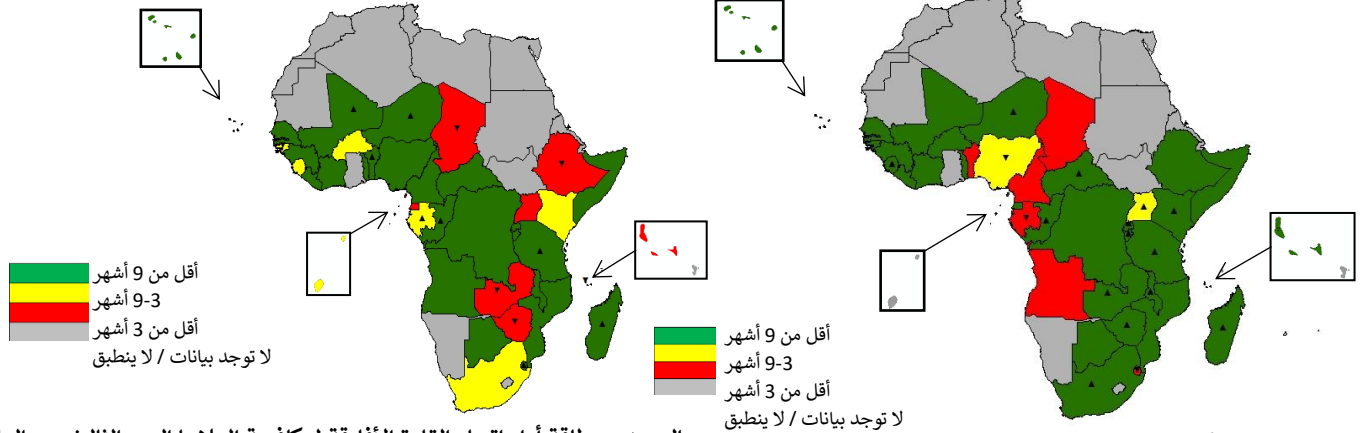 أقل من 9 أشهر
3-9 أشهر
أقل من 3 أشهر
لا توجد بيانات / لا ينطبق
أقل من 9 أشهر
3-9 أشهر
أقل من 3 أشهر
لا توجد بيانات / لا ينطبق